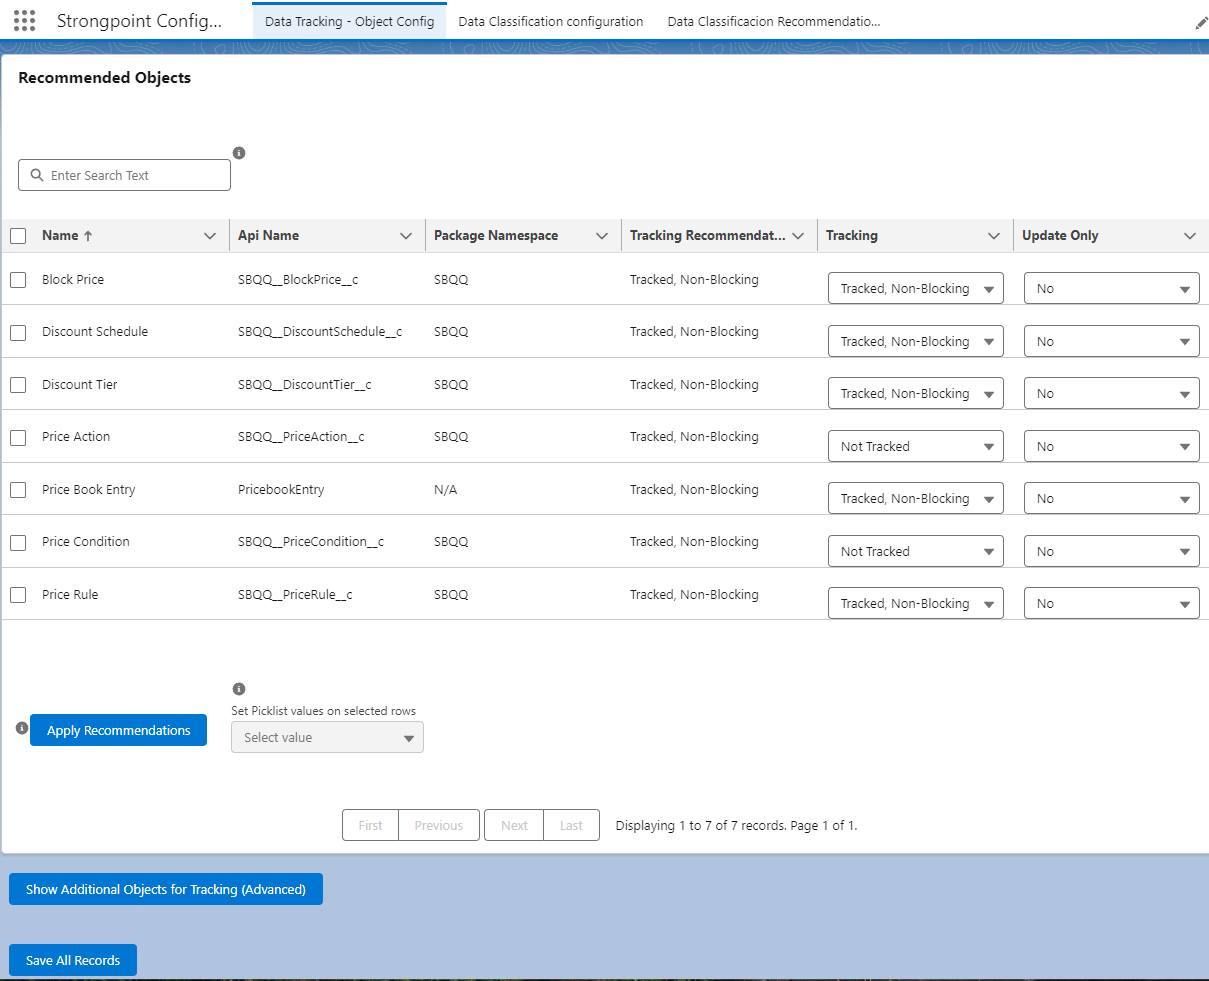 Strongpoint Config...
Data Tracking - Object Config
Data Classification configuration
Data Classificacion Recommendatio...
Recommended Objects
Enter Search Text
Name Api Name Package Namespace Tracking Recommendat... Tracking Update Only
Block Price SBQQ__BlockPrice__c SBQQ Tracked, Non-Blocking Tracked, Non-Blocking No
Discount Schedule SBQQ__DiscountSchedule__c SBQQ Tracked, Non-Blocking Tracked, Non-Blocking No
Discount Tier SBQQ__DiscountTier__c SBQQ Tracked, Non-Blocking Tracked, Non-Blocking No
Price Action SBQQ__PriceAction__c SBQQ Tracked, Non-Blocking Not Tracked No
Price Book Entry PricebookEntry N/A Tracked, Non-Blocking Tracked, Non-Blocking No
Price Condition SBQQ__PriceCondition__c SBQQ Tracked, Non-Blocking Not Tracked No
Price Rule SBQQ__PriceRule__c SBQQ Tracked, Non-Blocking Tracked, Non-Blocking No
Set Picklist values on selected rows
Apply Recommendations
Select value
First Previous Next Last Displaying 1 to 7 of 7 records. Page 1 of 1.
Show Additional Objects for Tracking (Advanced)
Save All Records